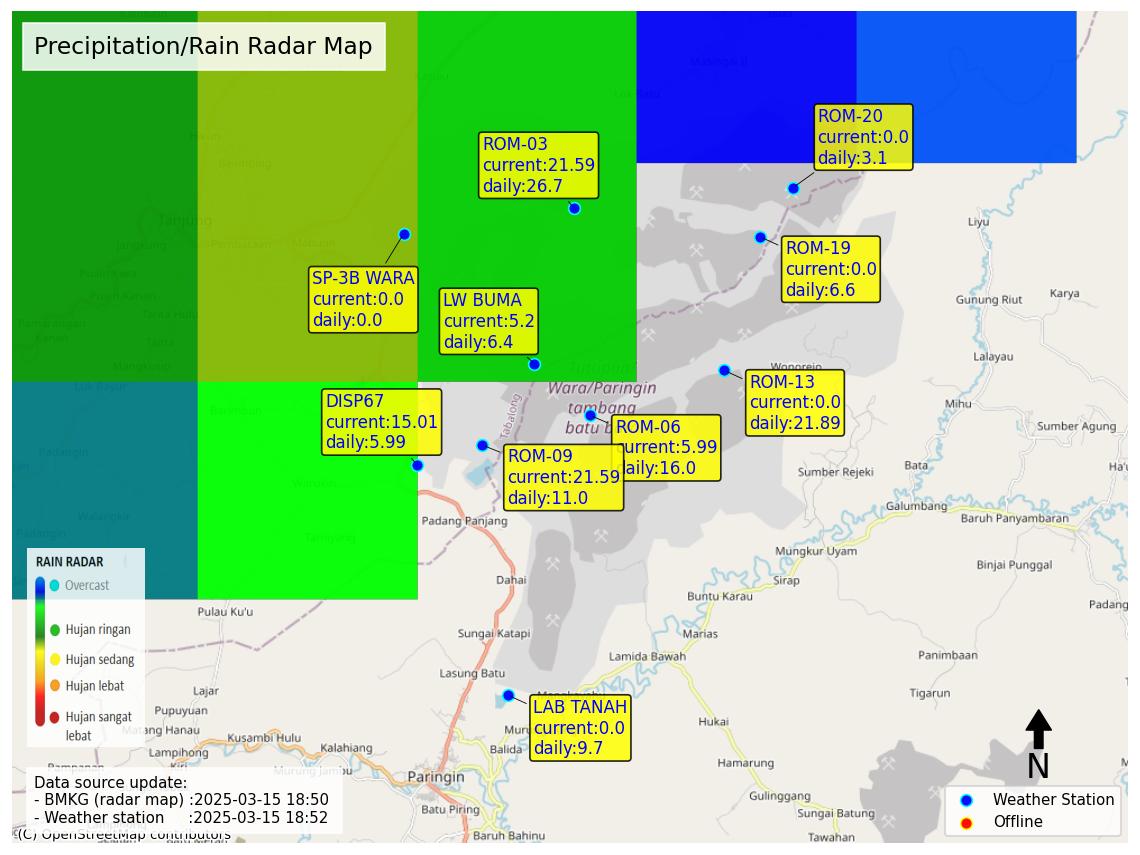 Precipitation/Rain Radar Map
ROM-20
current:0.0
daily:3.1
ROM-03
current:21.59
daily:26.7
Tanjung
Liyu
ROM-19
current:0.0
daily:6.6
SP-3B WARA
current:0.0
daily:0.0
LW BUMA
current:5.2
daily:6.4
Gunung Riut
Karya
Lalayau
Wonorejo
Wara/Paringin
tambang
batu b
ROM-13
current:0.0
daily:21.89
Mihu
DISP67
current:15.01
daily:5.99
Tabalong
ROM-06
current:5.99
daily:16.0
Sumber Agung
ROM-09
current:21.59
daily:11.0
Sumber Rejeki
Bata
Ha'u
Galumbang
Baruh Panyambaran
Padang Panjang
Mungkur Uyam
Binjai Punggal
RAIN RADAR
Overcast
Hujan ringan
Hujan sedang
Hujan lebat
Hujan sangat
lebat
Dahai
Sirap
Buntu Karau
Padang
Pulau Ku'u
Sungai Katapi
Marias
Lamida Bawah
Panimbaan
Lasung Batu
Lajar
Tigarun
Pupuyuan
LAB TANAH
current:0.0
daily:9.7
Matang Hanau
Hukai
Kusambi Hulu
Lampihong
Kalahiang
Balida
Murung Jambu
Paringin
Hamarung
N
Data source update:
- BMKG (radar map) :2025-03-15 18:50
- Weather station :2025-03-15 18:52
Gulinggang
Batu Piring
Sungai Batung
Weather Station
Offline
(C) OpenStreetMap contributors
Baruh Bahinu
Tawahan